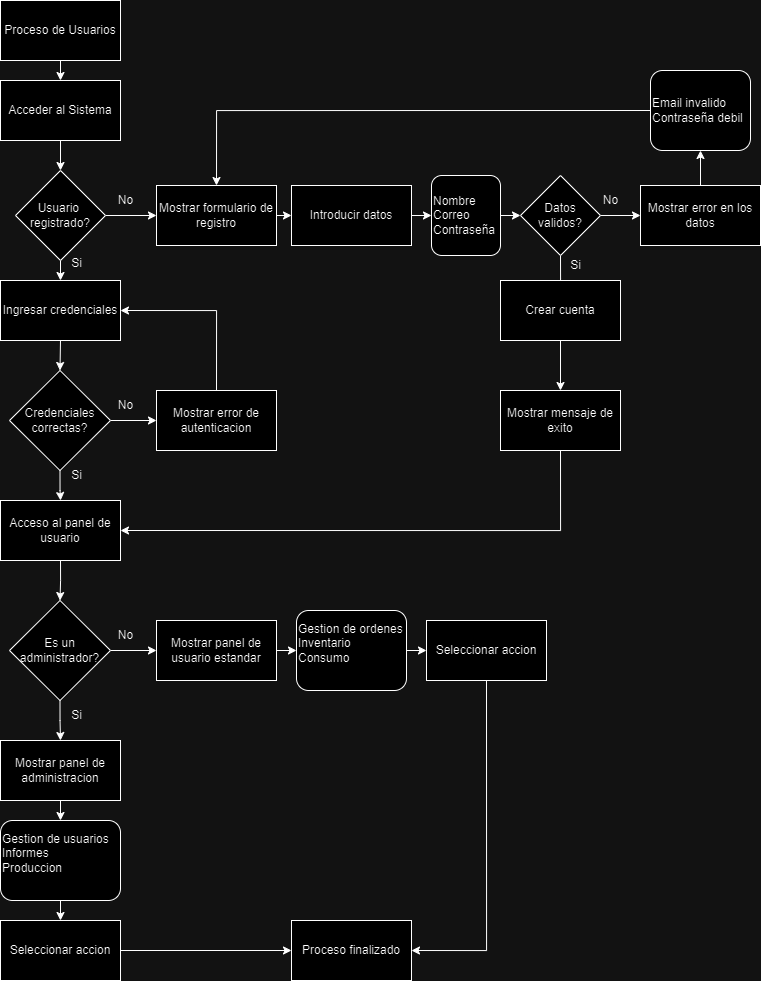 Proceso de Usuarios
Acceder al Sistema
Email invalido
Contraseña debil
Usuario
registrado?
No
Mostrar formulario de
registro
Introducir datos
Nombre
Correo
Contraseña
Datos
validos?
No
Mostrar error en los
datos
Si
Si
Ingresar credenciales
Crear cuenta
Credenciales
correctas?
No
Mostrar error de
autenticacion
Mostrar mensaje de
exito
Si
Acceso al panel de
usuario
Es un
administrador?
No
Mostrar panel de
usuario estandar
Gestion de ordenes
Inventario
Consumo
Seleccionar accion
Si
Mostrar panel de
administracion
Gestion de usuarios
Informes
Produccion
Seleccionar accion
Proceso finalizado